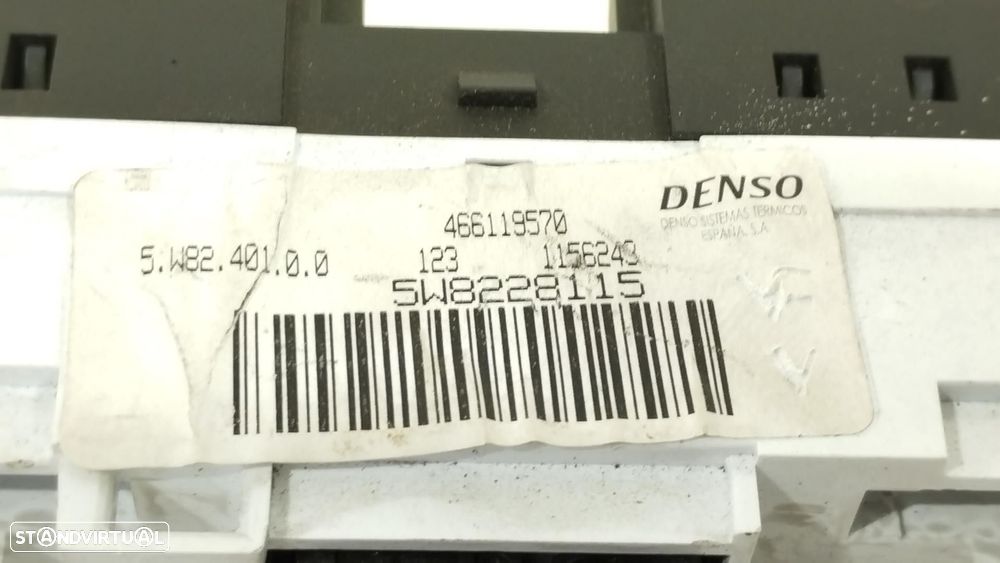 DENSO
DENSO SISTEMAS TERMICOS
ESPAÑA, S.A
466119570
5.W82.401.0.0 123 1156243
5W8228115
STANDVIRTUAL